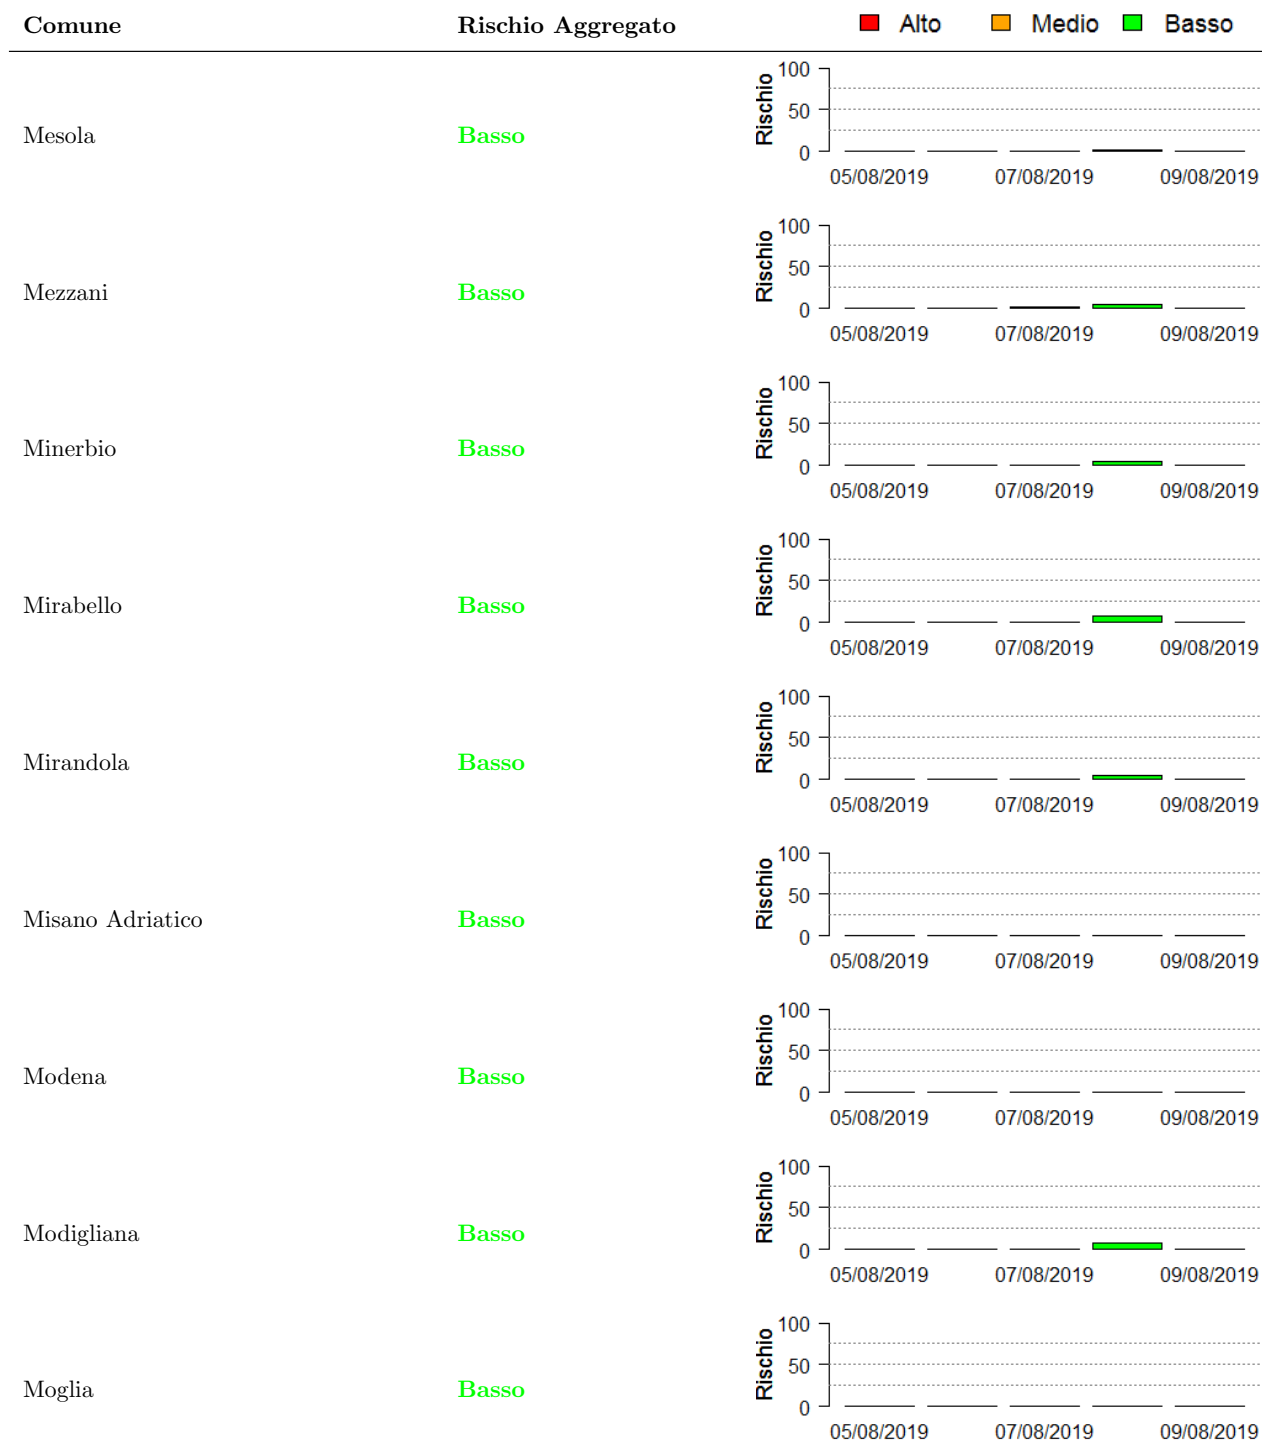 Comune Rischio Aggregato Alto Medio Basso
Mesola Basso
Rischio
100
50
0
05/08/2019 07/08/2019 09/08/2019
Mezzani Basso
Rischio
100
50
0
05/08/2019 07/08/2019 09/08/2019
Minerbio Basso
Rischio
100
50
0
05/08/2019 07/08/2019 09/08/2019
Mirabello Basso
Rischio
100
50
0
05/08/2019 07/08/2019 09/08/2019
Mirandola Basso
Rischio
100
50
0
05/08/2019 07/08/2019 09/08/2019
Misano Adriatico Basso
Rischio
100
50
0
05/08/2019 07/08/2019 09/08/2019
Modena Basso
Rischio
100
50
0
05/08/2019 07/08/2019 09/08/2019
Modigliana Basso
Rischio
100
50
0
05/08/2019 07/08/2019 09/08/2019
Moglia Basso
Rischio
100
50
0
05/08/2019 07/08/2019 09/08/2019